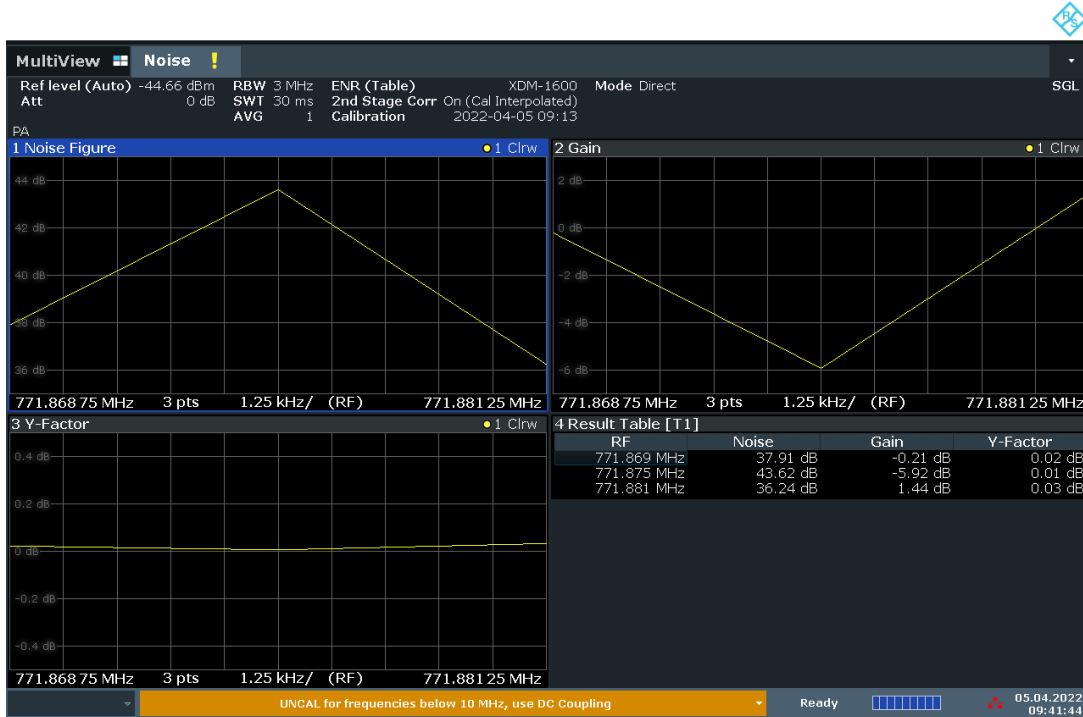 R&S
MultiView Noise !
Ref level (Auto) -44.66 dBm RBW 3 MHz ENR (Table) XDM-1600 Mode Direct SGL
Att 0 dB SWT 30 ms 2nd Stage Corr On (Cal Interpolated)
AVG 1 Calibration 2022-04-05 09:13
PA
1 Noise Figure 1 Clrw
44 dB
42 dB
40 dB
38 dB
36 dB
771.868 75 MHz 3 pts 1.25 kHz/ (RF) 771.881 25 MHz
2 Gain 1 Clrw
2 dB
0 dB
-2 dB
-4 dB
-6 dB
771.868 75 MHz 3 pts 1.25 kHz/ (RF) 771.881 25 MHz
3 Y-Factor 1 Clrw
0.4 dB
0.2 dB
0 dB
-0.2 dB
-0.4 dB
771.868 75 MHz 3 pts 1.25 kHz/ (RF) 771.881 25 MHz
4 Result Table [T1]
RF Noise Gain Y-Factor
771.869 MHz 37.91 dB -0.21 dB 0.02 dB
771.875 MHz 43.62 dB -5.92 dB 0.01 dB
771.881 MHz 36.24 dB 1.44 dB 0.03 dB
UNCAL for frequencies below 10 MHz, use DC Coupling Ready 05.04.2022
09:41:44